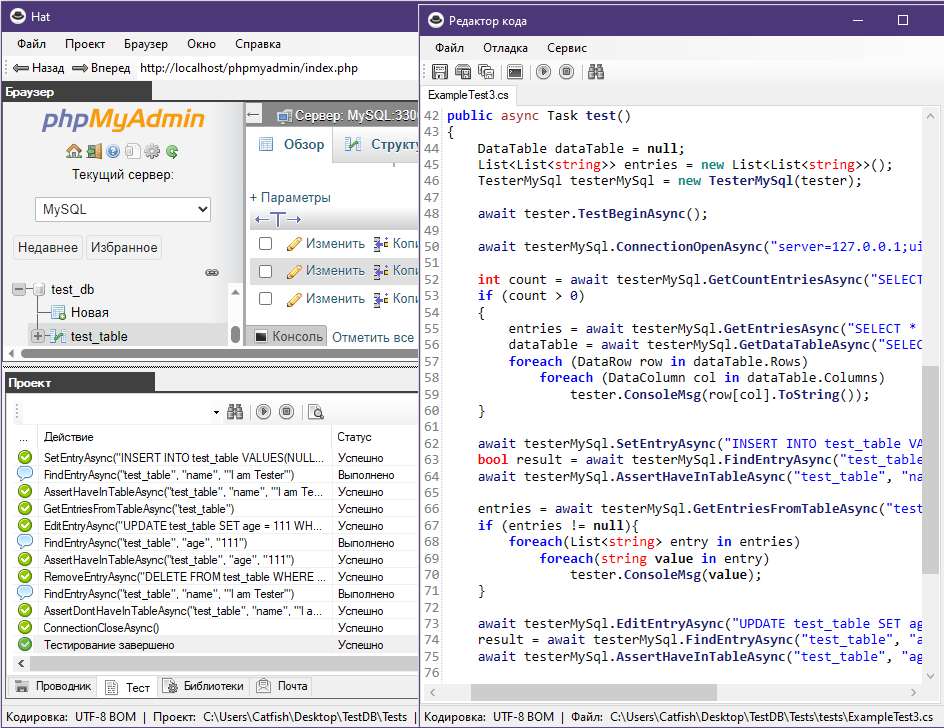 Hat
Файл Проект Браузер Окно Справка
Назад Вперед http://localhost/phpmyadmin/index.php
Браузер
phpMyAdmin
Текущий сервер:
MySQL
Недавнее Избранное
test_db
Новая
test_table
Сервер: MySQL:330
Обзор Структу
+ Параметры
←T→
Изменить Копи
Изменить Копи
Изменить Копи
Консоль Отметить все
Проект
... Действие Статус
SetEntryAsync("INSERT INTO test_table VALUES(NULL... Успешно
FindEntryAsync("test_table", "name", "'I am Tester'") Выполнено
AssertHaveInTableAsync("test_table", "name", "'I am Te... Успешно
GetEntriesFromTableAsync("test_table") Успешно
EditEntryAsync("UPDATE test_table SET age = 111 WH... Успешно
FindEntryAsync("test_table", "age", "111") Выполнено
AssertHaveInTableAsync("test_table", "age", "111") Успешно
RemoveEntryAsync("DELETE FROM test_table WHERE ... Успешно
FindEntryAsync("test_table", "name", "'I am Tester'") Выполнено
AssertDontHaveInTableAsync("test_table", "name", "'I a... Успешно
ConnectionCloseAsync() Успешно
Тестирование завершено Успешно
Проводник Тест Библиотеки Почта
Кодировка: UTF-8 BOM | Проект: C:\Users\Catfish\Desktop\TestDB\Tests |
Редактор кода
Файл Отладка Сервис
ExampleTest3.cs
42 public async Task test()
43 {
44 DataTable dataTable = null;
45 List<List<string>> entries = new List<List<string>>();
46 TesterMySql testerMySql = new TesterMySql(tester);
47
48 await tester.TestBeginAsync();
49
50 await testerMySql.ConnectionOpenAsync("server=127.0.0.1;ui
51
52 int count = await testerMySql.GetCountEntriesAsync("SELECT
53 if (count > 0)
54 {
55 entries = await testerMySql.GetEntriesAsync("SELECT *
56 dataTable = await testerMySql.GetDataTableAsync("SELEC
57 foreach (DataRow row in dataTable.Rows)
58 foreach (DataColumn col in dataTable.Columns)
59 tester.ConsoleMsg(row[col].ToString());
60 }
61
62 await testerMySql.SetEntryAsync("INSERT INTO test_table VA
63 bool result = await testerMySql.FindEntryAsync("test_table
64 await testerMySql.AssertHaveInTableAsync("test_table", "na
65
66 entries = await testerMySql.GetEntriesFromTableAsync("test
67 if (entries != null){
68 foreach(List<string> entry in entries)
69 foreach(string value in entry)
70 tester.ConsoleMsg(value);
71 }
72
73 await testerMySql.EditEntryAsync("UPDATE test_table SET ag
74 result = await testerMySql.FindEntryAsync("test_table", "a
75 await testerMySql.AssertHaveInTableAsync("test_table", "ag
76
Кодировка: UTF-8 BOM | Файл: C:\Users\Catfish\Desktop\TestDB\Tests\tests\ExampleTest3.cs